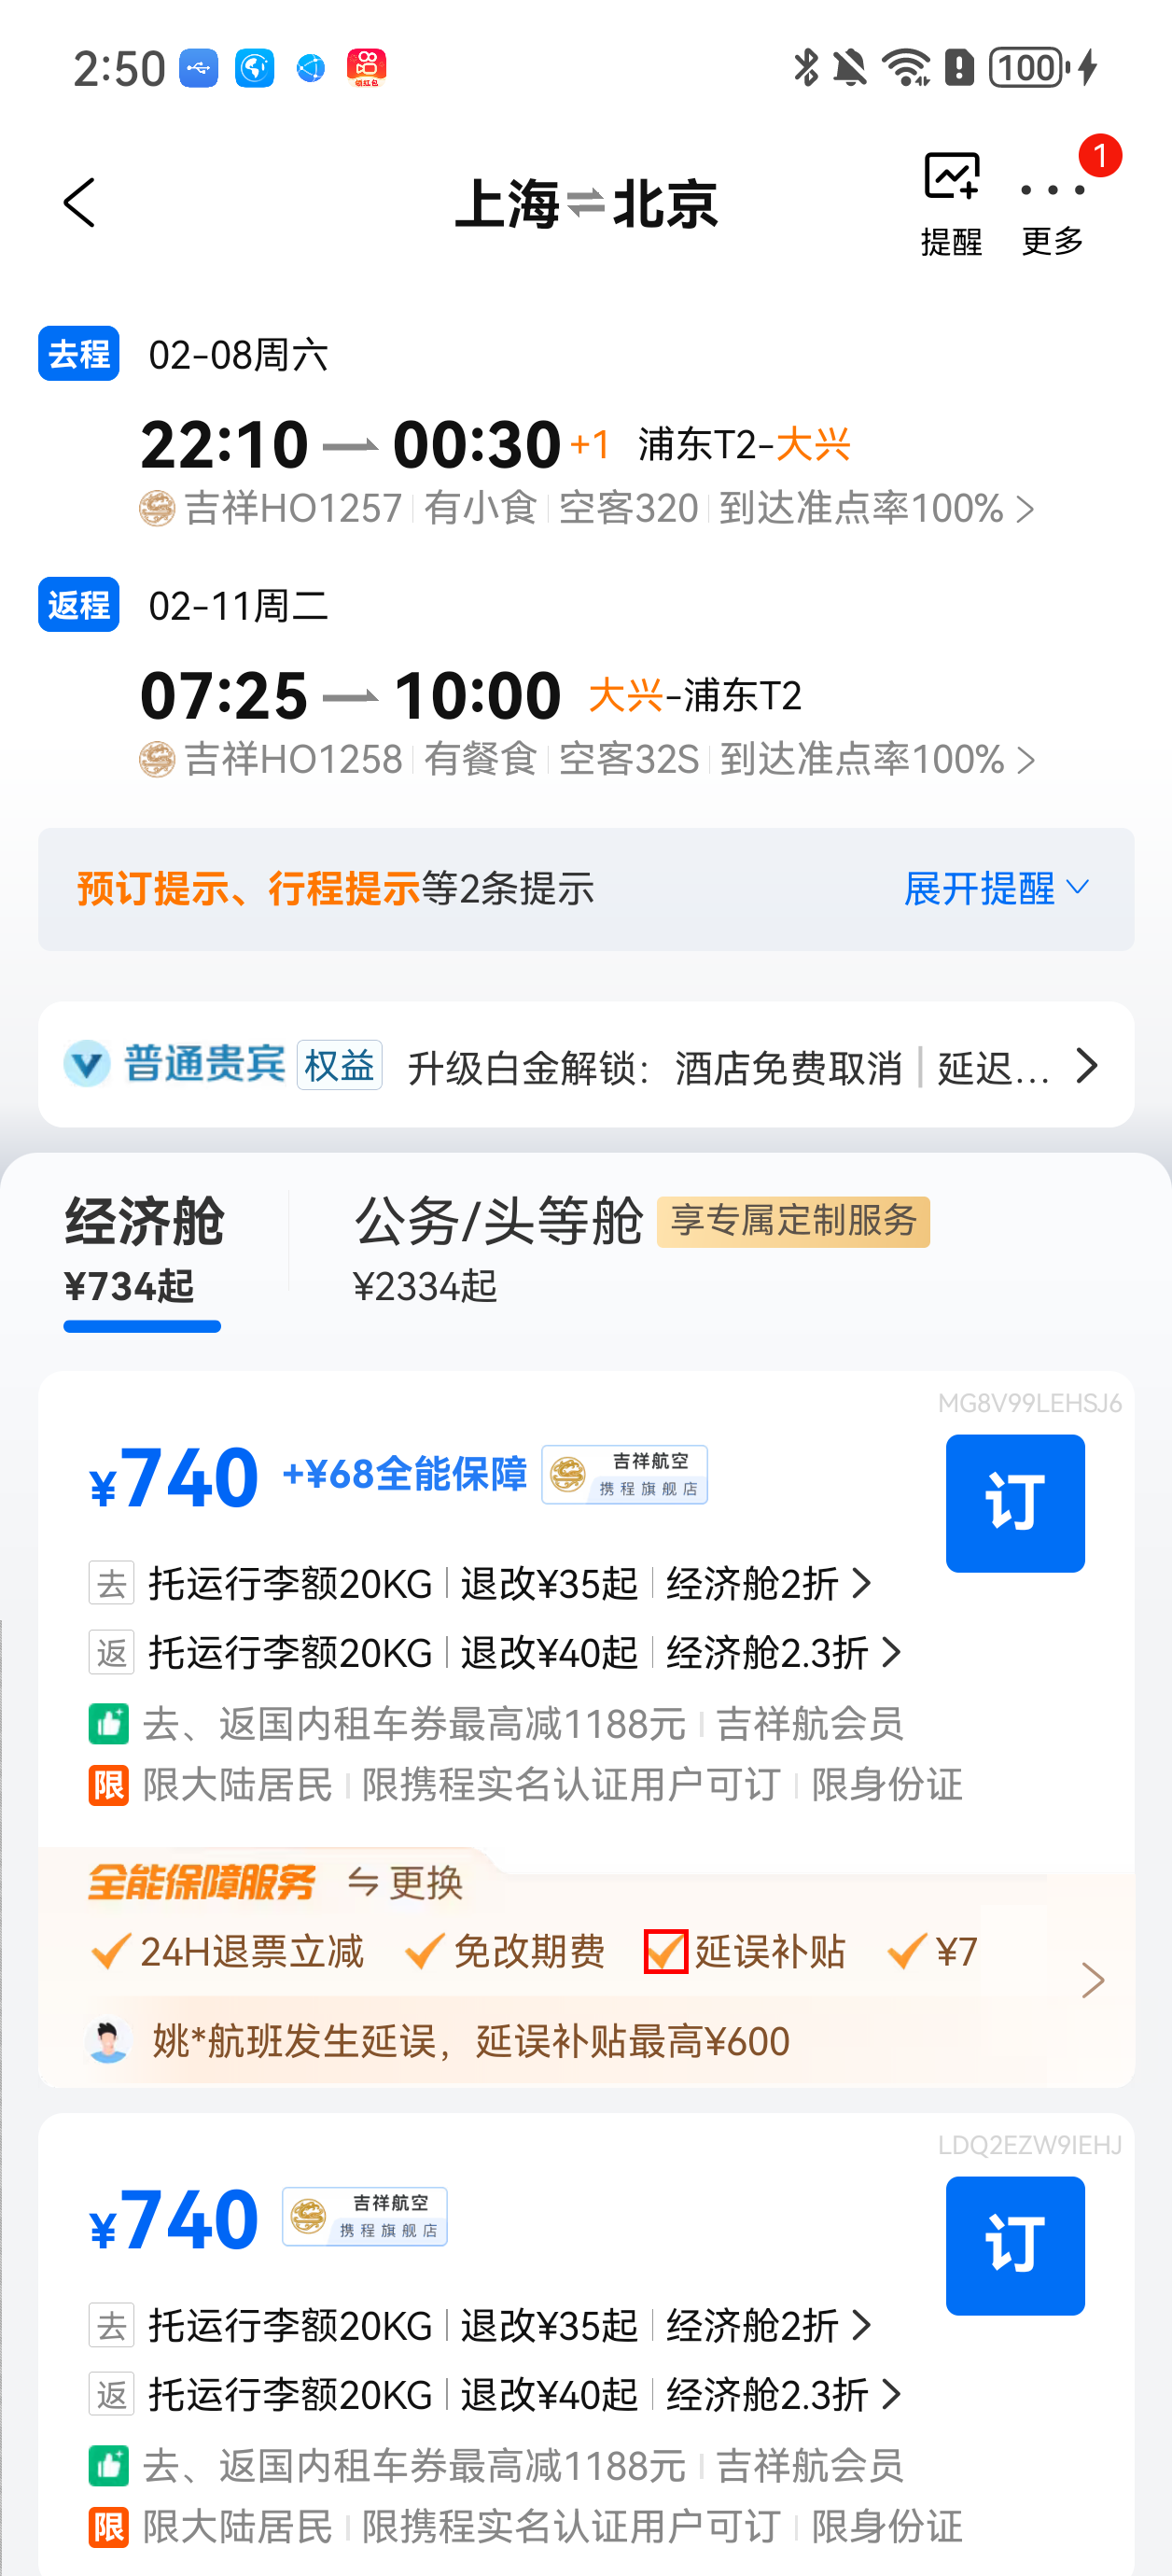 2:50
领红包
100
上海⇌北京
提醒
更多
1
去程 02-08周六
22:10 00:30 +1 浦东T2-大兴
吉祥HO1257 有小食 空客320 到达准点率100%
返程 02-11周二
07:25 10:00 大兴-浦东T2
吉祥HO1258 有餐食 空客32S 到达准点率100%
预订提示、行程提示等2条提示 展开提醒
普通贵宾 权益 升级白金解锁：酒店免费取消 | 延迟...
经济舱 公务/头等舱 享专属定制服务
¥734起 ¥2334起
MG8V99LEHSJ6
¥740 +¥68全能保障 吉祥航空 携程旗舰店 订
去 托运行李额20KG 退改¥35起 经济舱2折
返 托运行李额20KG 退改¥40起 经济舱2.3折
去、返国内租车券最高减1188元 吉祥航会员
限 限大陆居民 限携程实名认证用户可订 限身份证
全能保障服务 更换
24H退票立减 免改期费 延误补贴 ¥7
姚*航班发生延误，延误补贴最高¥600
LDQ2EZW9IEHJ
¥740 吉祥航空 携程旗舰店 订
去 托运行李额20KG 退改¥35起 经济舱2折
返 托运行李额20KG 退改¥40起 经济舱2.3折
去、返国内租车券最高减1188元 吉祥航会员
限 限大陆居民 限携程实名认证用户可订 限身份证